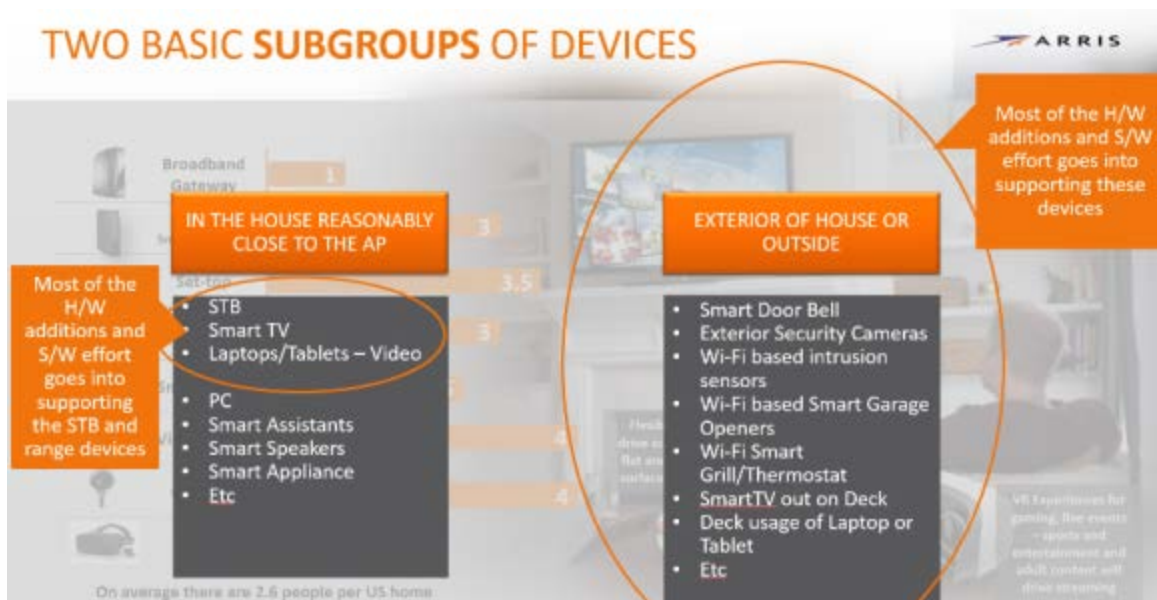 TWO BASIC SUBGROUPS OF DEVICES
ARRIS
Most of the H/W
additions and S/W
effort goes into
supporting these
devices
Broadband
Gateway
1
IN THE HOUSE REASONABLY
CLOSE TO THE AP
3
EXTERIOR OF HOUSE OR
OUTSIDE
Set-top
3.5
Most of the
H/W
additions and
S/W effort
goes into
supporting
the STB and
range devices
• STB
• Smart TV
• Laptops/Tablets – Video
3
• PC
• Smart Assistants
• Smart Speakers
• Smart Appliance
• Etc
4
4
• Smart Door Bell
• Exterior Security Cameras
• Wi-Fi based intrusion
sensors
• Wi-Fi based Smart Garage
Openers
• Wi-Fi Smart
Grill/Thermostat
• SmartTV out on Deck
• Deck usage of Laptop or
Tablet
• Etc
VR Experiences for
gaming, live events
– sports and
entertainment and
adult content will
drive streaming
On average there are 2.6 people per US home